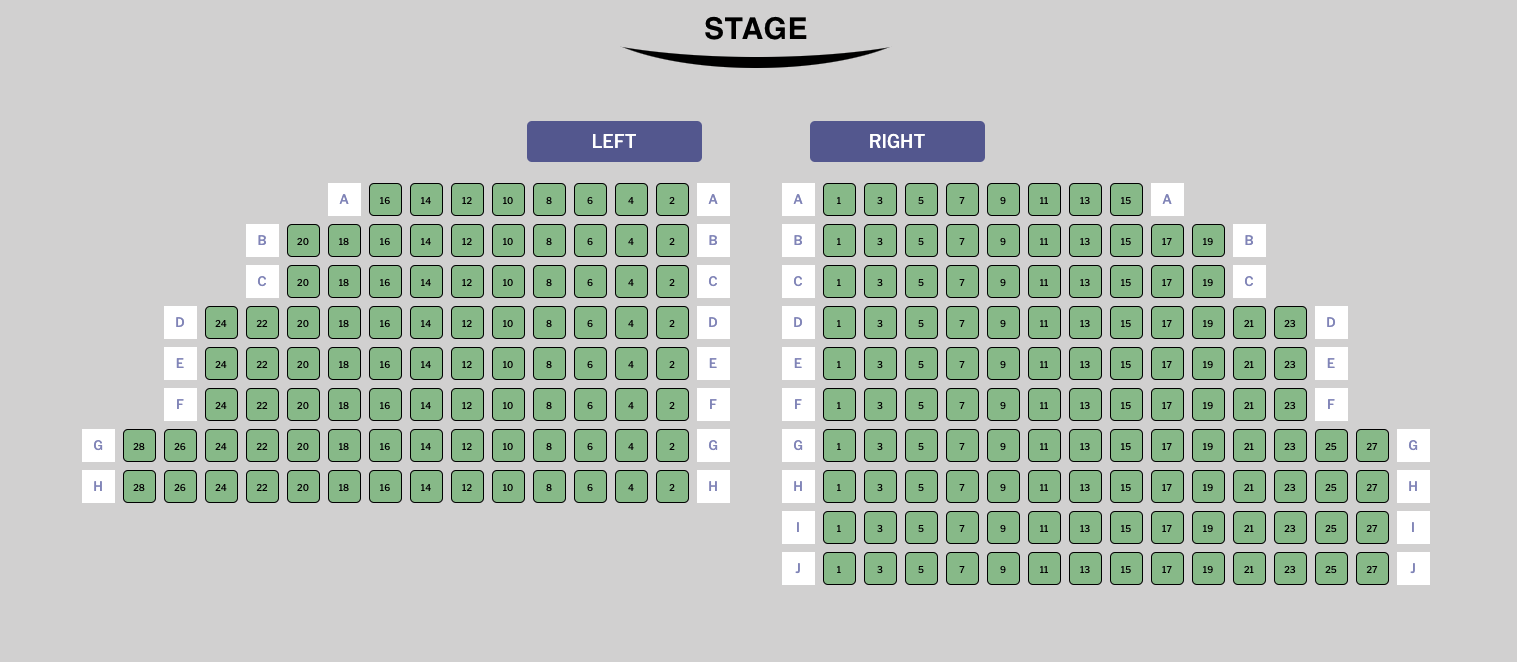 STAGE
LEFT RIGHT
A 16 14 12 10 8 6 4 2 A A 1 3 5 7 9 11 13 15 A
B 20 18 16 14 12 10 8 6 4 2 B B 1 3 5 7 9 11 13 15 17 19 B
C 20 18 16 14 12 10 8 6 4 2 C C 1 3 5 7 9 11 13 15 17 19 C
D 24 22 20 18 16 14 12 10 8 6 4 2 D D 1 3 5 7 9 11 13 15 17 19 21 23 D
E 24 22 20 18 16 14 12 10 8 6 4 2 E E 1 3 5 7 9 11 13 15 17 19 21 23 E
F 24 22 20 18 16 14 12 10 8 6 4 2 F F 1 3 5 7 9 11 13 15 17 19 21 23 F
G 28 26 24 22 20 18 16 14 12 10 8 6 4 2 G G 1 3 5 7 9 11 13 15 17 19 21 23 25 27 G
H 28 26 24 22 20 18 16 14 12 10 8 6 4 2 H H 1 3 5 7 9 11 13 15 17 19 21 23 25 27 H
I 1 3 5 7 9 11 13 15 17 19 21 23 25 27 I
J 1 3 5 7 9 11 13 15 17 19 21 23 25 27 J